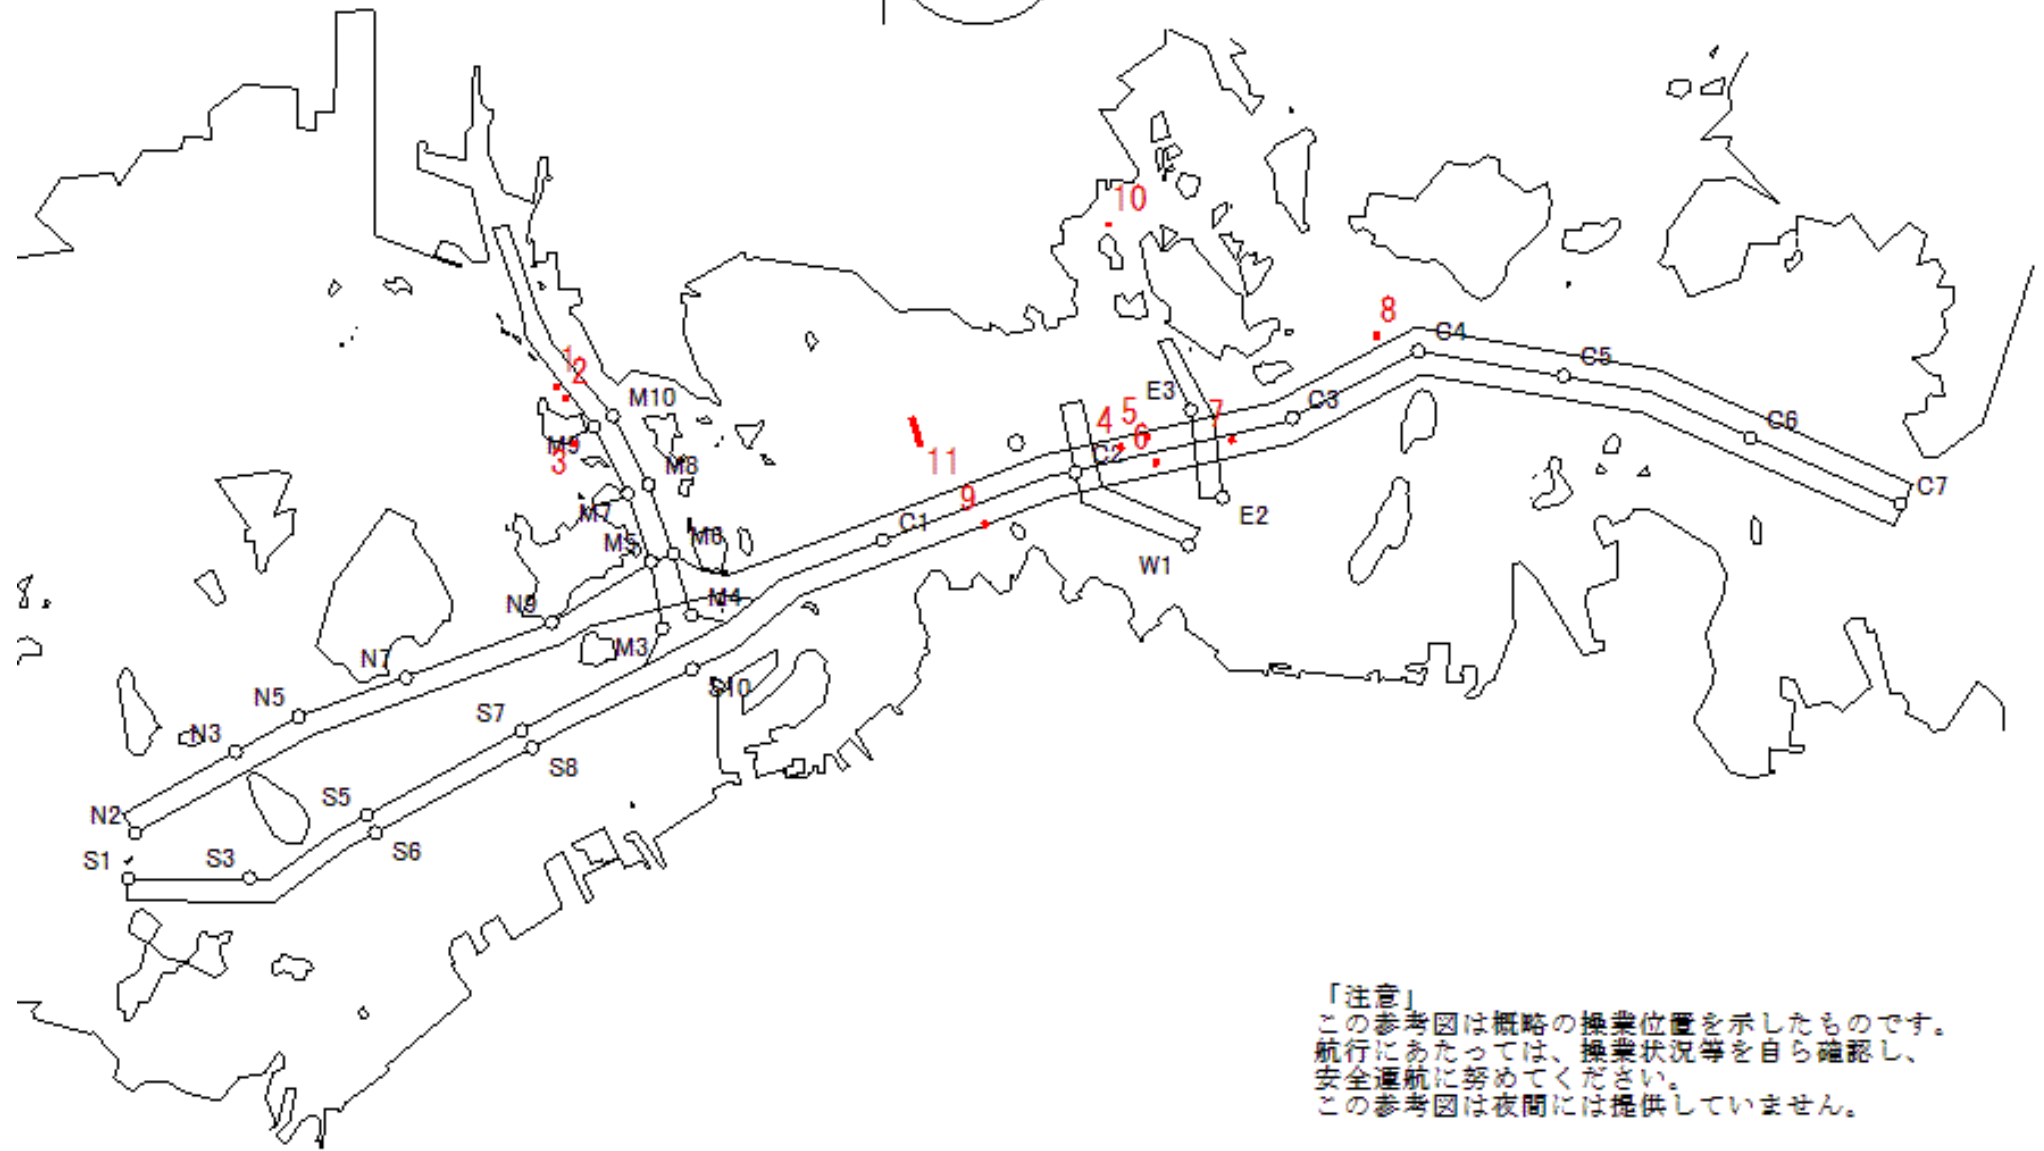 10
8
C4
C5
1
2
M10
E3
7
C3
5
4
6
C6
M9
3
M8
C2
11
C7
9
M7
E2
C1
M5
M6
W1
N9
M4
M3
N7
S10
N5
S7
N3
S8
S5
N2
S6
S1
S3
「注意」
この参考図は概略の操業位置を示したものです。
航行にあたっては、操業状況等を自ら確認し、
安全運航に努めてください。
この参考図は夜間には提供していません。